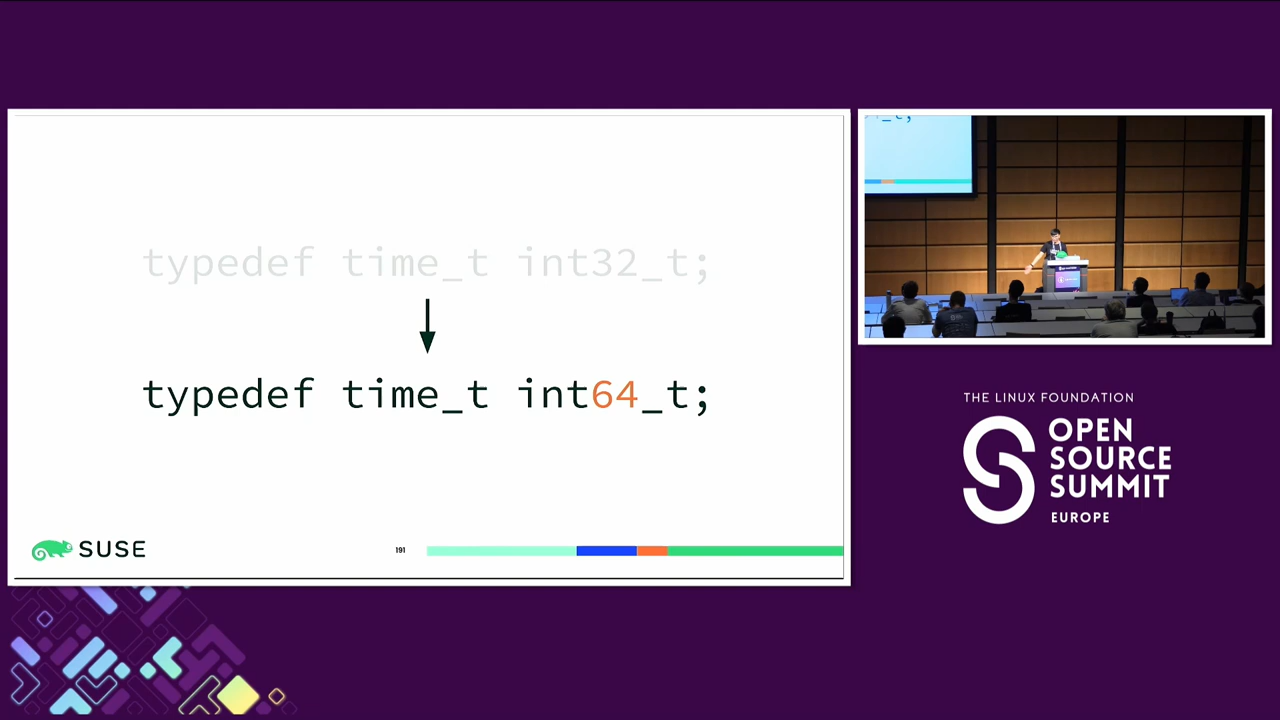 typedef time_t int32_t;
typedef time_t int64_t;
SUSE
191
THE LINUX FOUNDATION
OPEN
SOURCE
SUMMIT
EUROPE